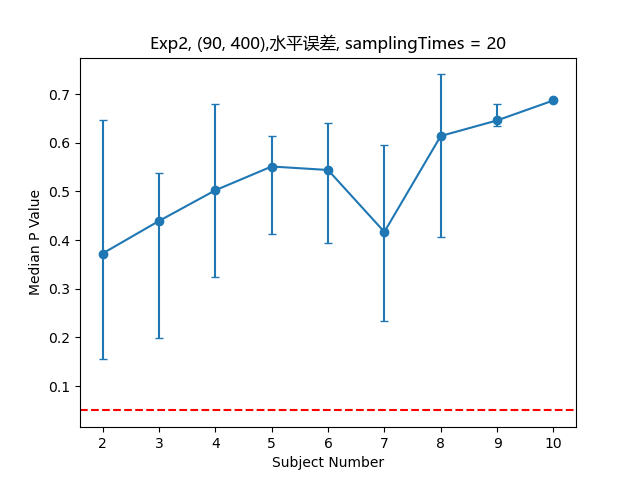 Exp2, (90, 400),水平误差, samplingTimes = 20
0.7
0.6
0.5
0.4
0.3
0.2
0.1
Median P Value
2 3 4 5 6 7 8 9 10
Subject Number